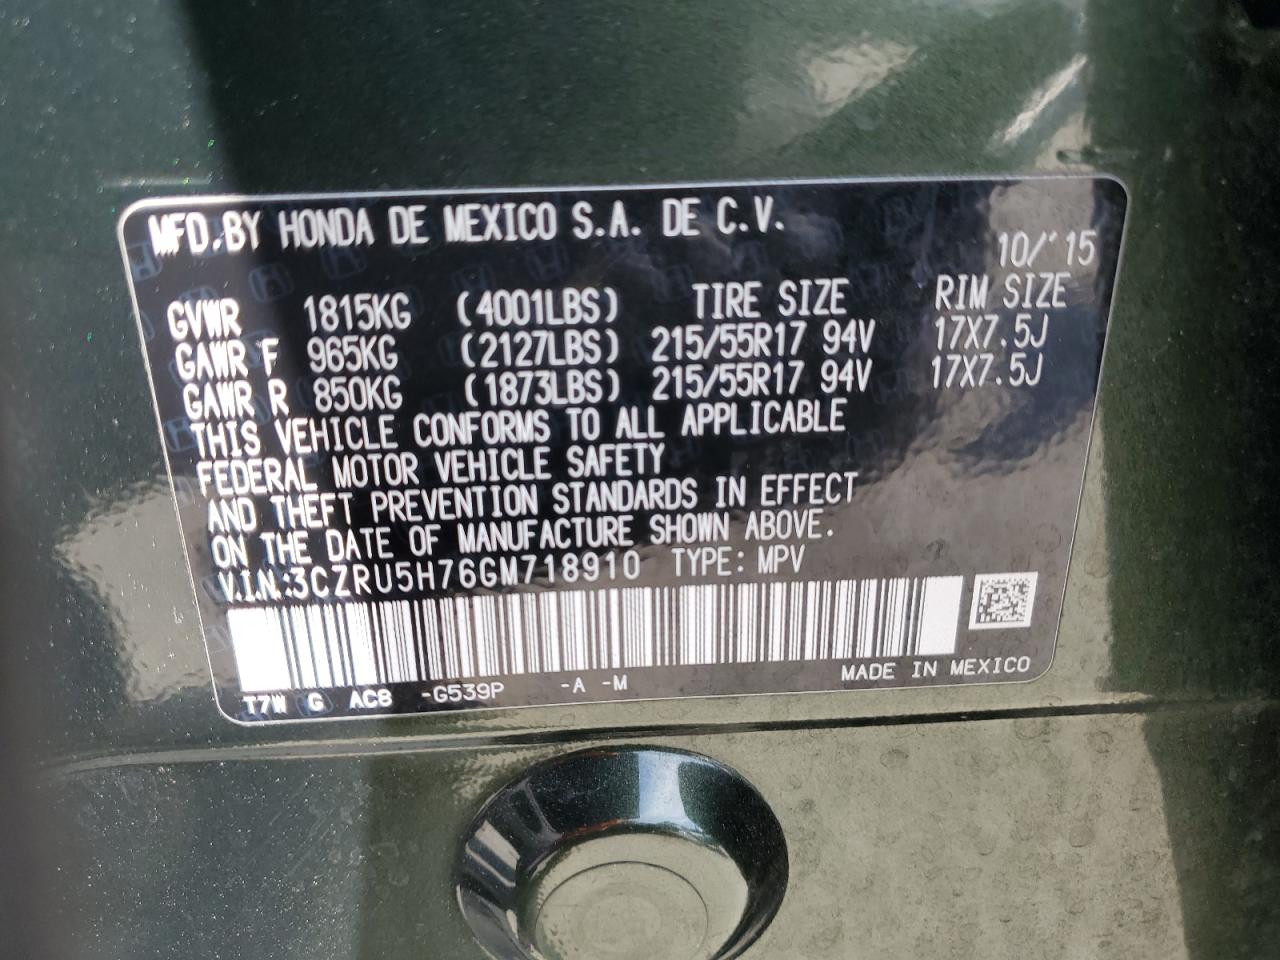 MFD. BY HONDA DE MEXICO S.A. DE C.V.
10/'15
GVWR 1815KG (4001LBS) TIRE SIZE RIM SIZE
GAWR F 965KG (2127LBS) 215/55R17 94V 17X7.5J
GAWR R 850KG (1873LBS) 215/55R17 94V 17X7.5J
THIS VEHICLE CONFORMS TO ALL APPLICABLE
FEDERAL MOTOR VEHICLE SAFETY
AND THEFT PREVENTION STANDARDS IN EFFECT
ON THE DATE OF MANUFACTURE SHOWN ABOVE.
V.I.N.:3CZRU5H76GM718910 TYPE: MPV
MADE IN MEXICO
T7W G AC8 -G539P -A -M